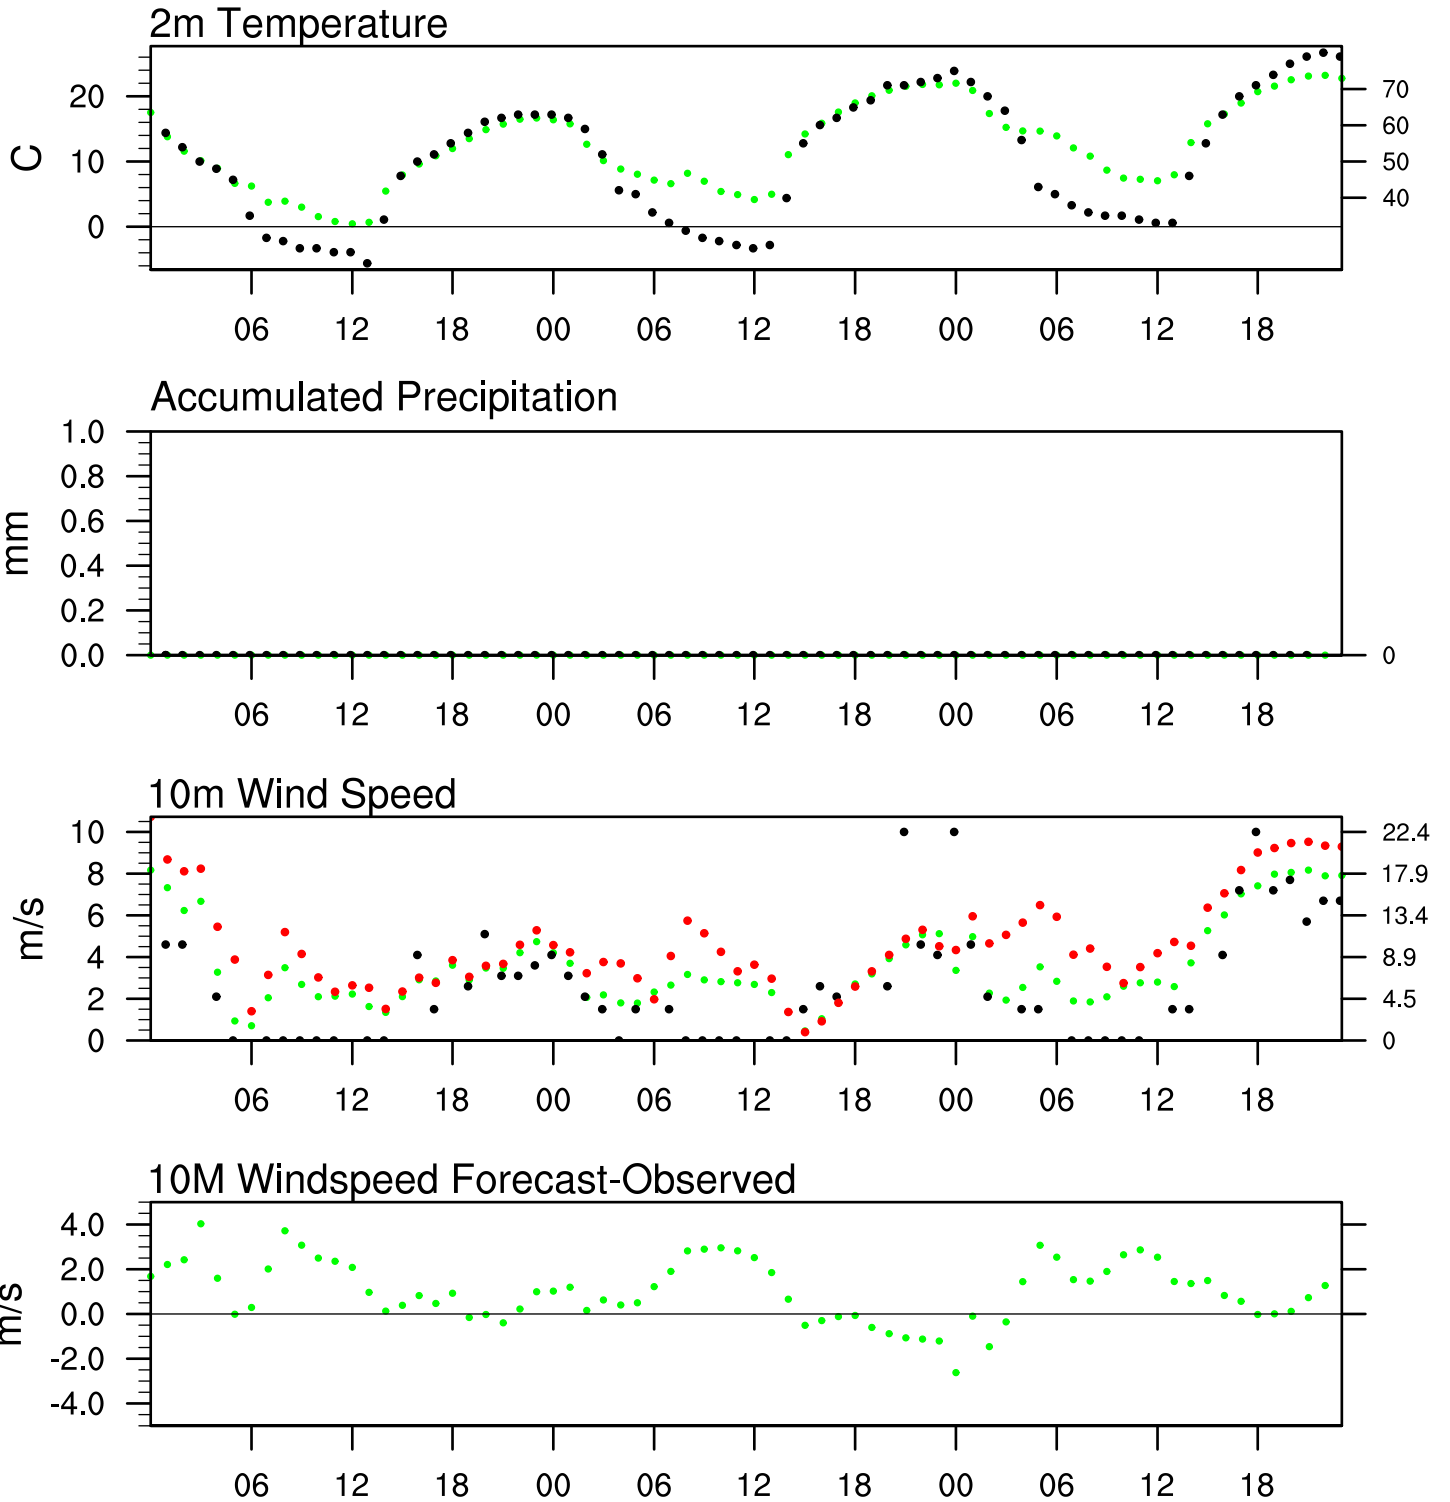 2m Temperature
C
20
10
0
70
60
50
40
06 12 18 00 06 12 18 00 06 12 18
Accumulated Precipitation
mm
1.0
0.8
0.6
0.4
0.2
0.0
0
06 12 18 00 06 12 18 00 06 12 18
10m Wind Speed
m/s
10
8
6
4
2
0
22.4
17.9
13.4
8.9
4.5
0
06 12 18 00 06 12 18 00 06 12 18
10M Windspeed Forecast-Observed
m/s
4.0
2.0
0.0
-2.0
-4.0
06 12 18 00 06 12 18 00 06 12 18